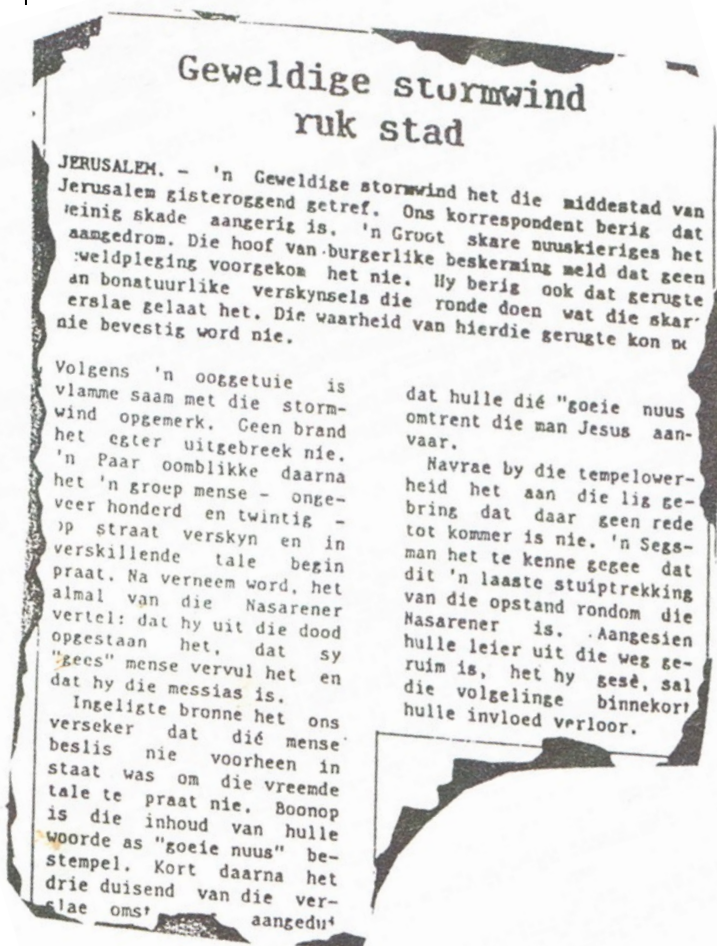 Geweldige stormwind
ruk stad
JERUSALEM. - 'n Geweldige stormwind het die middestad van
Jerusalem gisteroggend getref. Ons korrespondent berig dat
einig skade aangerig is. 'n Groot skare nuuskieriges het
aamgedrom. Die hoof van burgerlike beskerming meld dat geen
weldpleging voorgekom het nie. Hy berig ook dat gerugte
an bonatuurlike verskynsels die ronde doen wat die skar
erslae gelaat het. Die waarheid van hierdie gerugte kon
nie bevestig word nie.
Volgens 'n ooggetuie is
vlamme saam met die storm-
wind opgemerk. Geen brand
het egter uitgebreek nie.
'n Paar oomblikke daarna
het 'n groep mense - onge-
veer honderd en twintig -
op straat verskyn en in
verskillende tale begin
praat. Na verneem word, het
almal van die Nasarener
vertel: dat hy uit die dood
opgestaan het, dat sy
"gees" mense vervul het en
dat hy die messias is.
Ingeligte bronne het ons
verseker dat dié mense
beslis nie voorheen in
staat was om die vreemde
tale te praat nie. Boonop
is die inhoud van hulle
woorde as "goeie nuus" be-
stempel. Kort daarna het
drie duisend van die ver-
slae omst aangedui
dat hulle dié "goeie nuus
omtrent die man Jesus aan-
vaar.
Navrae by die tempelower-
heid het aan die lig ge-
bring dat daar geen rede
tot kommer is nie. 'n Segs-
man het te kenne gegee dat
dit 'n laaste stuiptrekking
van die opstand rondom die
Nasarener is. Aangesien
hulle leier uit die weg ge-
ruim is, het hy gesê, sal
die volgelinge binnekort
hulle invloed verloor.